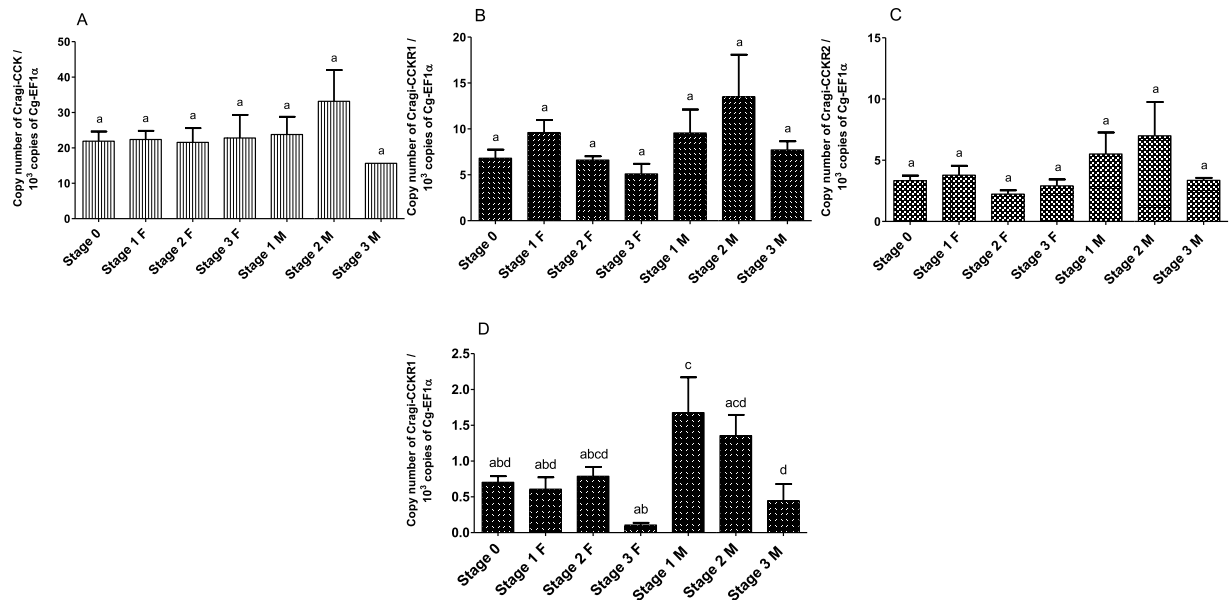 A
Copy number of Cragi-CCK /
10³ copies of Cg-EF1α
50
40
30
20
10
0
a
a
a
a
a
a
a
Stage 0
Stage 1 F
Stage 2 F
Stage 3 F
Stage 1 M
Stage 2 M
Stage 3 M
B
Copy number of Cragi-CCKR1 /
10³ copies of Cg-EF1α
20
15
10
5
0
a
a
a
a
a
a
a
Stage 0
Stage 1 F
Stage 2 F
Stage 3 F
Stage 1 M
Stage 2 M
Stage 3 M
C
Copy number of Cragi-CCKR2 /
10³ copies of Cg-EF1α
15
10
5
0
a
a
a
a
a
a
a
Stage 0
Stage 1 F
Stage 2 F
Stage 3 F
Stage 1 M
Stage 2 M
Stage 3 M
D
Copy number of Cragi-CCKR1 /
10³ copies of Cg-EF1α
2.5
2.0
1.5
1.0
0.5
0.0
abd
abd
abcd
ab
c
acd
d
Stage 0
Stage 1 F
Stage 2 F
Stage 3 F
Stage 1 M
Stage 2 M
Stage 3 M